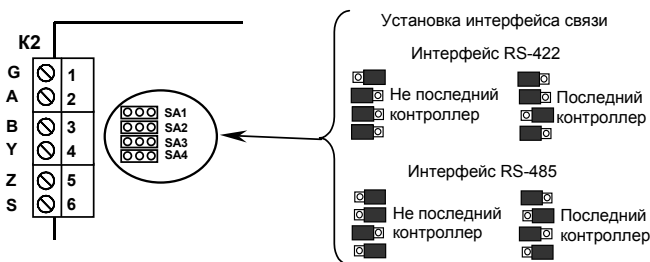 K2
G 1
A 2
B 3
Y 4
Z 5
S 6
SA1
SA2
SA3
SA4
Установка интерфейса связи
Интерфейс RS-422
Не последний
контроллер
Последний
контроллер
Интерфейс RS-485
Не последний
контроллер
Последний
контроллер